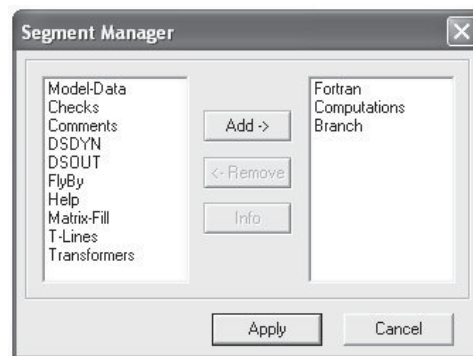 Segment Manager
Model-Data
Checks
Comments
DSDYN
DSOUT
FlyBy
Help
Matrix-Fill
T-Lines
Transformers
Add ->
<- Remove
Info
Fortran
Computations
Branch
Apply
Cancel